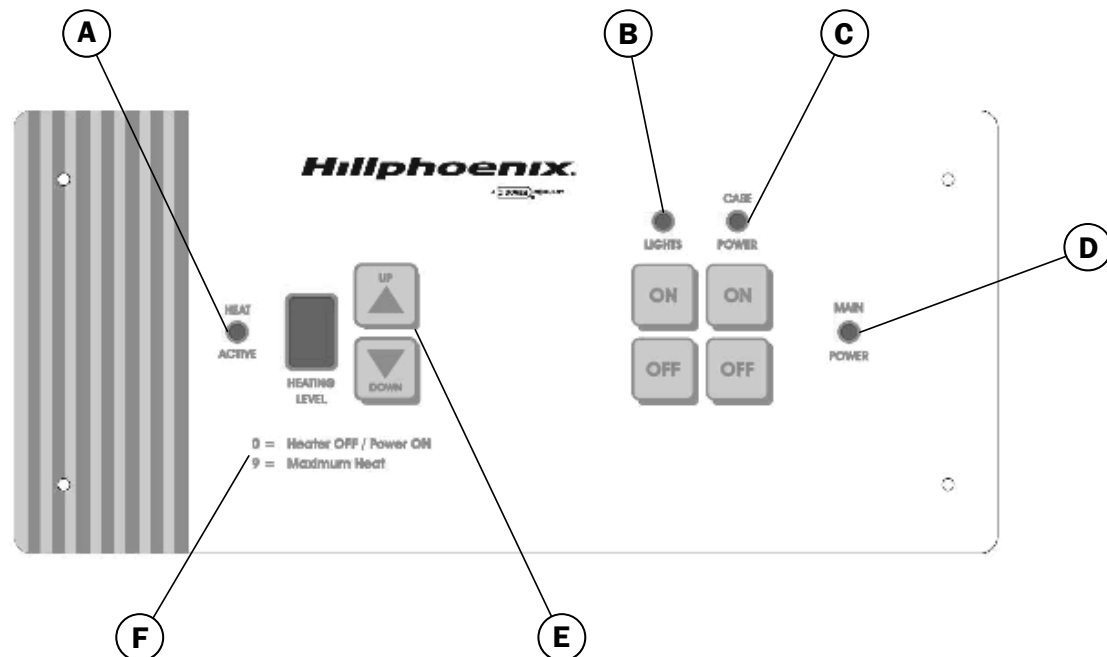 A
B
C
Hillphoenix.
CASE
LIGHTS
POWER
D
UP
ON
ON
HEAT
MAIN
ACTIVE
POWER
HEATING
LEVEL
DOWN
OFF
OFF
0 = Heater OFF / Power ON
9 = Maximum Heat
F
E